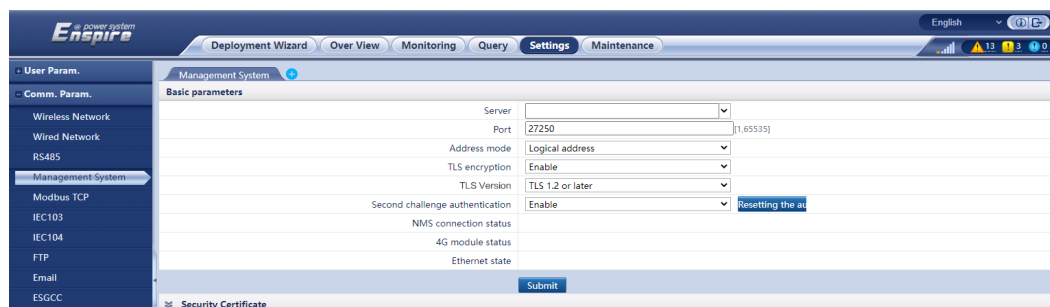 e power system
Enspire
English
Deployment Wizard Over View Monitoring Query Settings Maintenance
13 3 0
User Param.
Comm. Param.
Wireless Network
Wired Network
RS485
Management System
Modbus TCP
IEC103
IEC104
FTP
Email
ESGCC
Management System
Basic parameters
Server
Port 27250 [1,65535]
Address mode Logical address
TLS encryption Enable
TLS Version TLS 1.2 or later
Second challenge authentication Enable Resetting the au
NMS connection status
4G module status
Ethernet state
Submit
Security Certificate